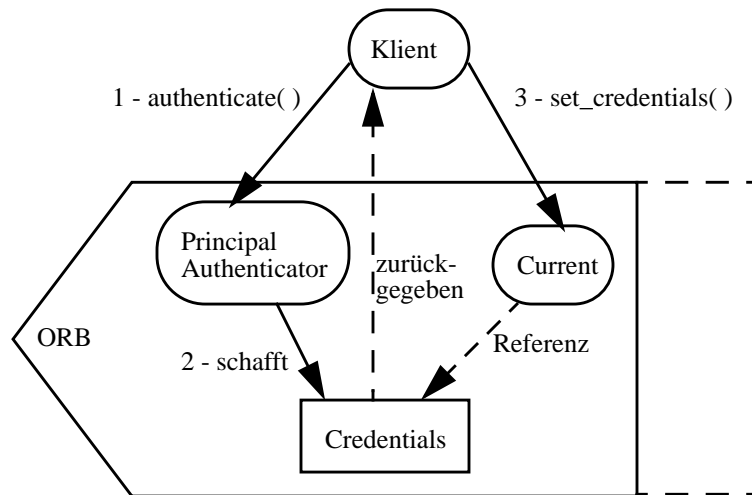 Klient
1 - authenticate( )
3 - set_credentials( )
Principal
Authenticator
zurück-
gegeben
Current
ORB
Referenz
2 - schafft
Credentials